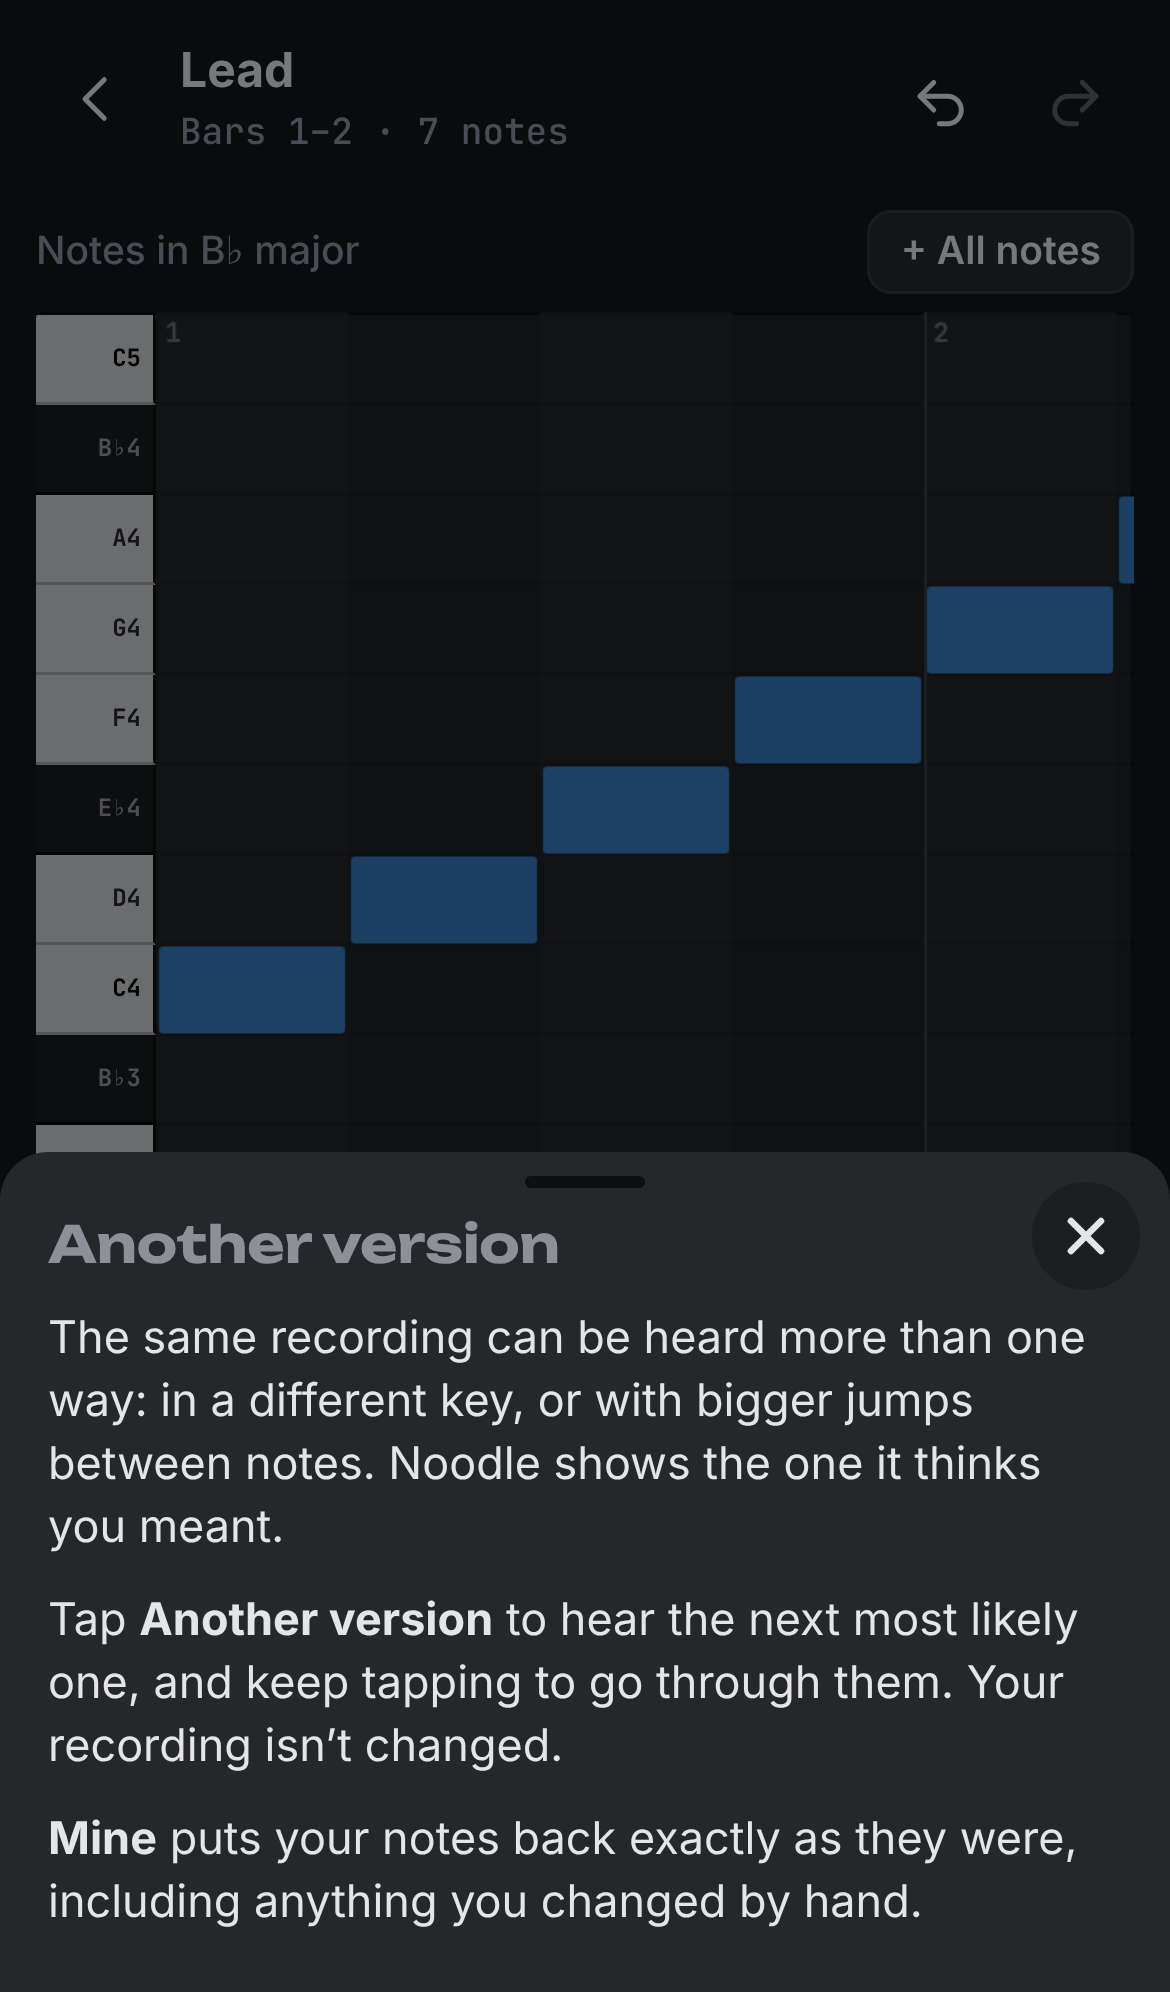 Lead
Bars 1–2 · 7 notes
Notes in B♭ major
+ All notes
1
2
C5
B♭4
A4
G4
F4
E♭4
D4
C4
B♭3
Another version
The same recording can be heard more than one
way: in a different key, or with bigger jumps
between notes. Noodle shows the one it thinks
you meant.
Tap Another version to hear the next most likely
one, and keep tapping to go through them. Your
recording isn’t changed.
Mine puts your notes back exactly as they were,
including anything you changed by hand.